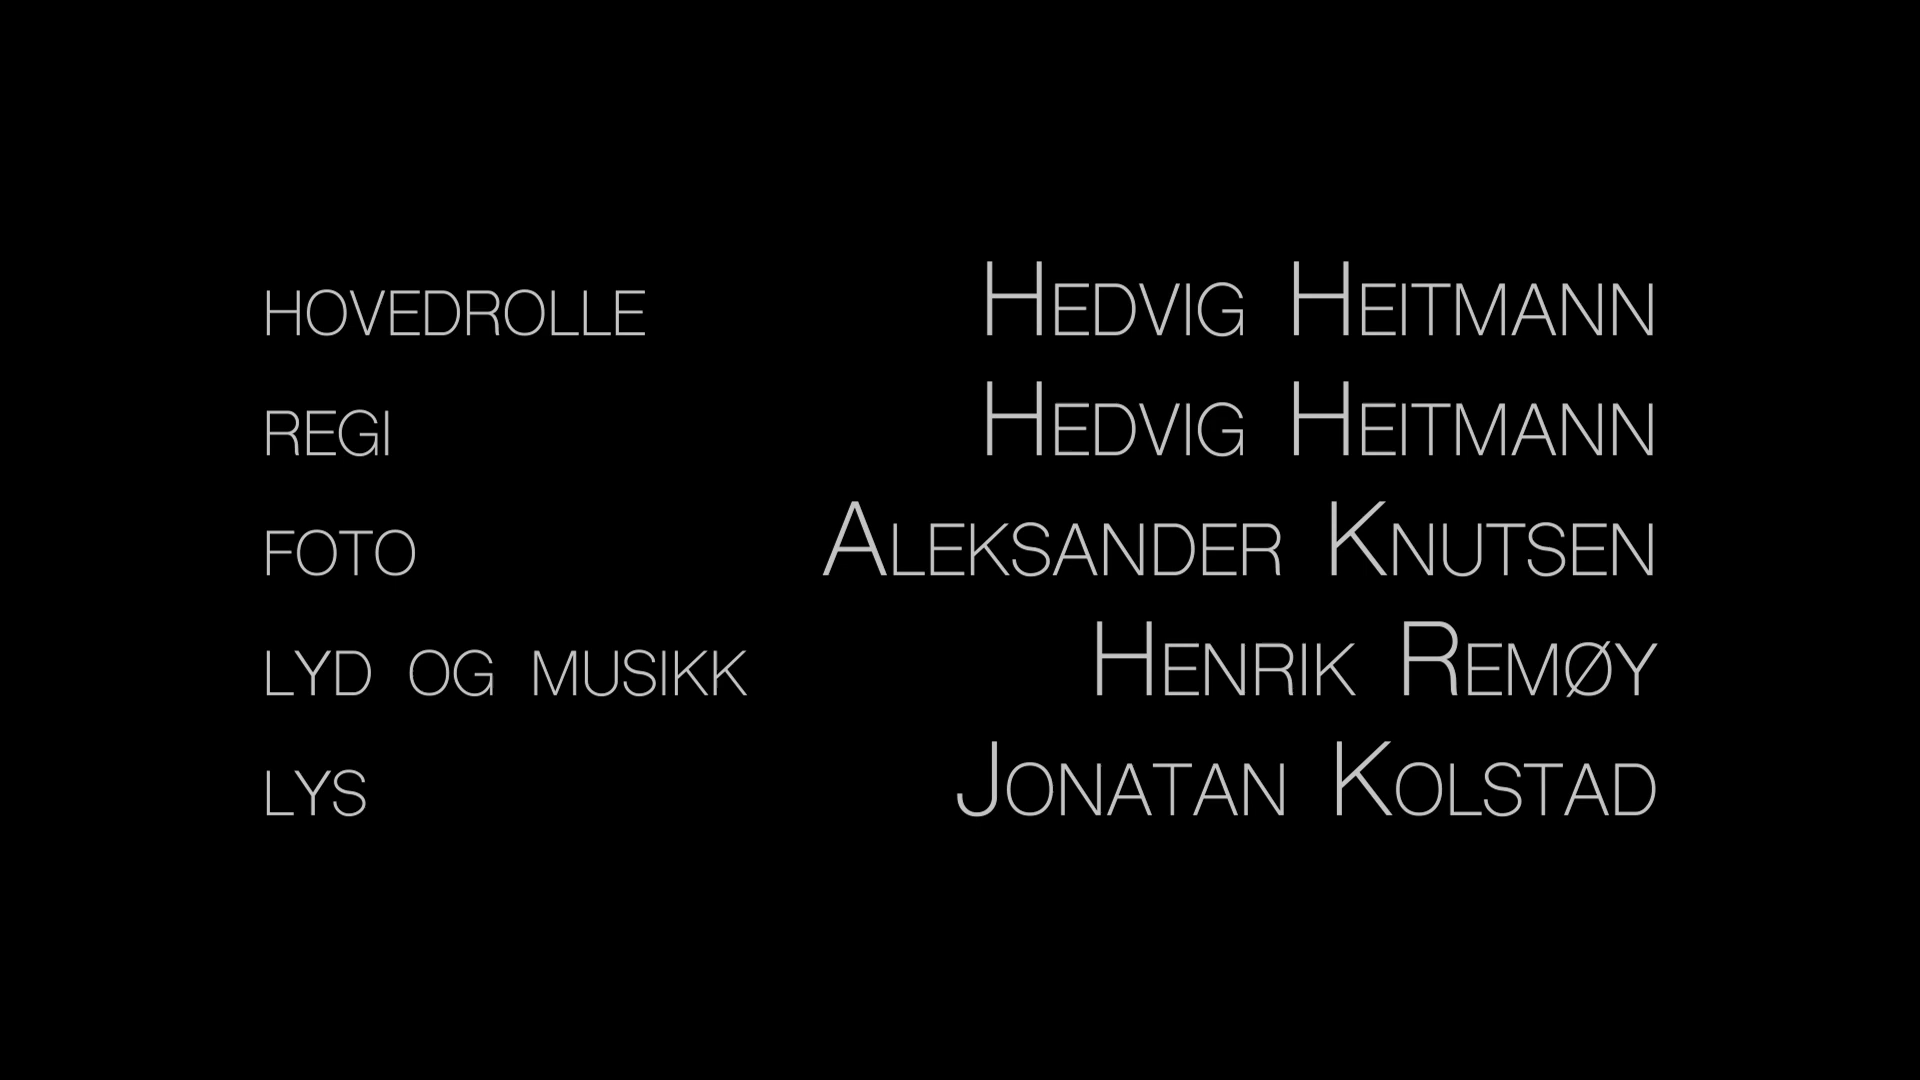 HOVEDROLLE HEDVIG HEITMANN
REGI HEDVIG HEITMANN
FOTO ALEKSANDER KNUTSEN
LYD OG MUSIKK HENRIK REMØY
LYS JONATAN KOLSTAD